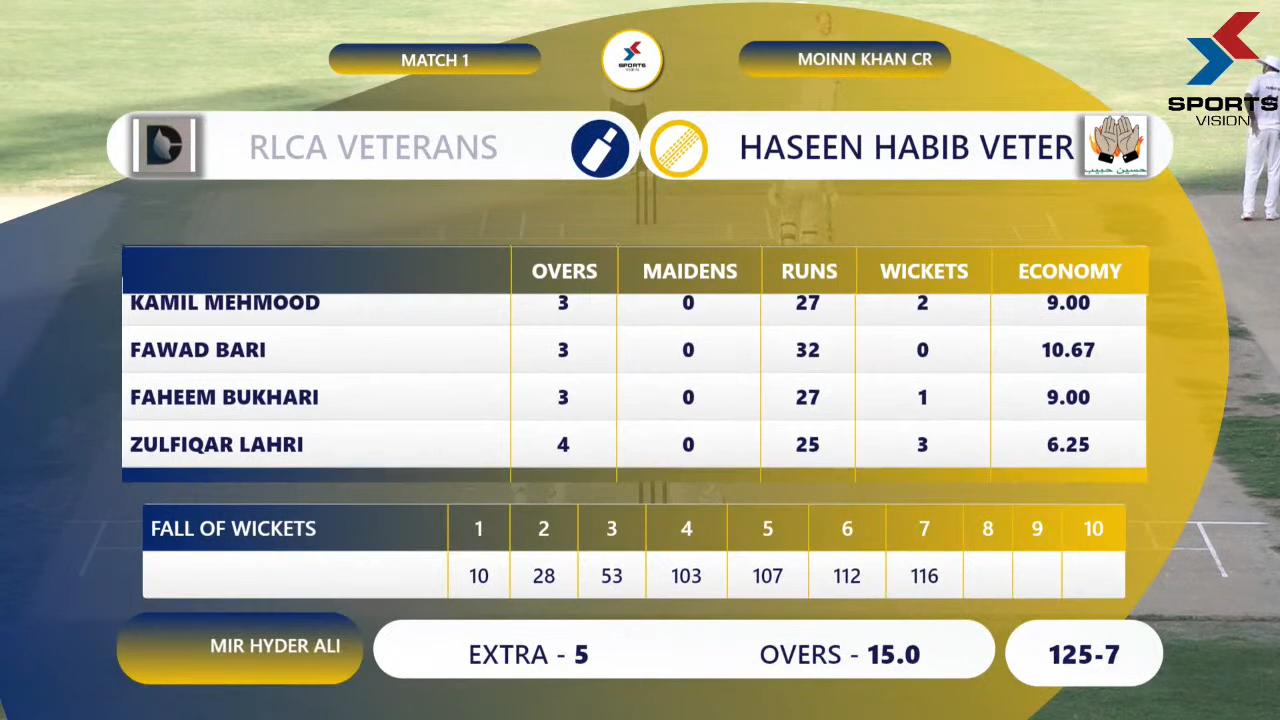 MATCH 1
SPORTS
VISION
MOINN KHAN CR
SPORTS
VISION
RLCA VETERANS
HASEEN HABIB VETER
حسین حبیب
OVERS MAIDENS RUNS WICKETS ECONOMY
KAMIL MEHMOOD 3 0 27 2 9.00
FAWAD BARI 3 0 32 0 10.67
FAHEEM BUKHARI 3 0 27 1 9.00
ZULFIQAR LAHRI 4 0 25 3 6.25
FALL OF WICKETS 1 2 3 4 5 6 7 8 9 10
10 28 53 103 107 112 116
MIR HYDER ALI
EXTRA - 5 OVERS - 15.0 125-7